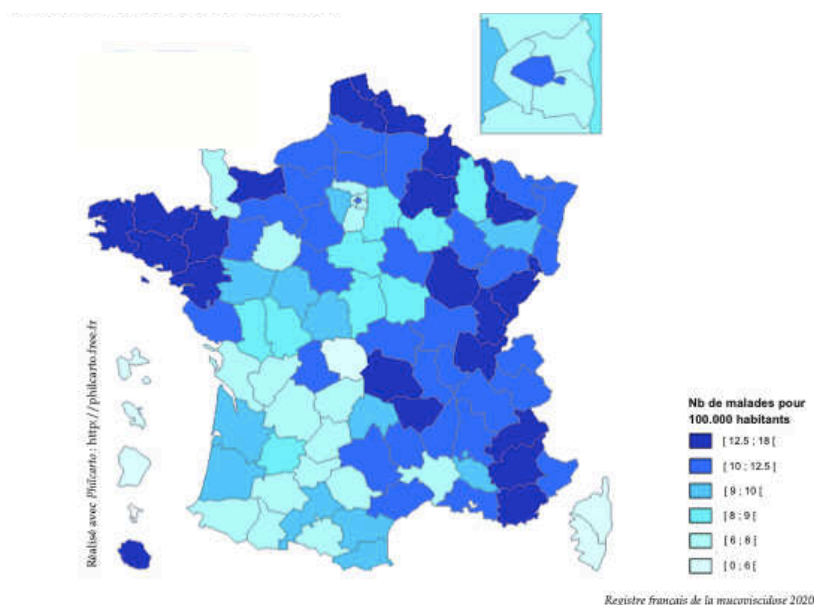 Réalisé avec Philcarto : http://philcarto.free.fr
Nb de malades pour
100.000 habitants
[ 12.5 ; 18 [
[ 10 ; 12.5 [
[ 9 ; 10 [
[ 8 ; 9 [
[ 6 ; 8 [
[ 0 ; 6 [
Registre français de la mucoviscidose 2020